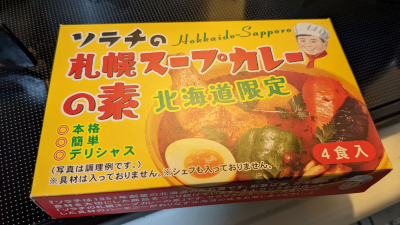 ソラチの
Hokkaido-Sapporo
札幌スープカレー
の素
北海道限定
◎本格
◎簡単
◎デリシャス
4食入
(写真は調理例です。)
※具材は入っておりません。※シェフも入っておりません。